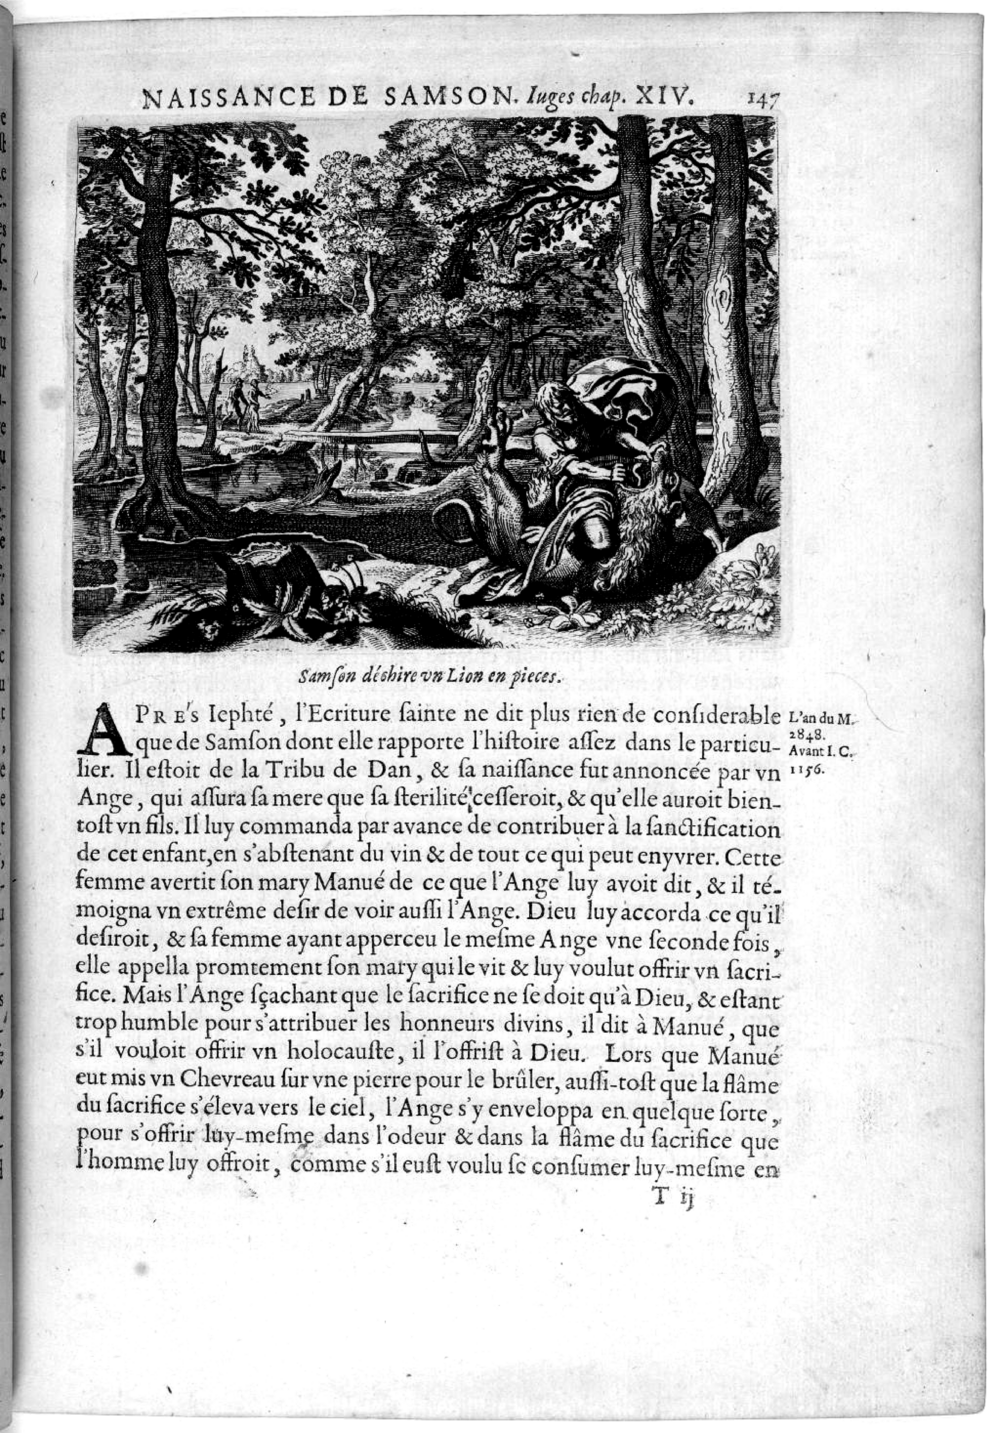 NAISSANCE DE SAMSON. Iuges chap. XIV. 147
Samſon déchire vn Lion en pieces.
APRE's Iephté, l'Ecriture ſainte ne dit plus rien de conſiderable
que de Samſon dont elle rapporte l'hiſtoire aſſez dans le particu-
lier. Il eſtoit de la Tribu de Dan, & ſa naiſſance fut annoncée par vn
Ange, qui aſſura ſa mere que ſa ſterilité ceſſeroit, & qu'elle auroit bien-
toſt vn fils. Il luy commanda par avance de contribuer à la ſanctification
de cet enfant, en s'abſtenant du vin & de tout ce qui peut enyvrer. Cette
femme avertit ſon mary Manué de ce que l'Ange luy avoit dit, & il té-
moigna vn extrême deſir de voir auſſi l'Ange. Dieu luy accorda ce qu'il
deſiroit, & ſa femme ayant apperceu le meſme Ange vne ſeconde fois,
elle appella promtement ſon mary qui le vit & luy voulut offrir vn ſacri-
fice. Mais l'Ange ſçachant que le ſacrifice ne ſe doit qu'à Dieu, & eſtant
trop humble pour s'attribuer les honneurs divins, il dit à Manué, que
s'il vouloit offrir vn holocauſte, il l'offriſt à Dieu. Lors que Manué
eut mis vn Chevreau ſur vne pierre pour le brûler, auſſi-toſt que la flâme
du ſacrifice s'éleva vers le ciel, l'Ange s'y enveloppa en quelque ſorte,
pour s'offrir luy-meſme dans l'odeur & dans la flâme du ſacrifice que
l'homme luy offroit, comme s'il euſt voulu ſe conſumer luy-meſme en
T ij
L'an du M.
2848.
Avant I. C.
1156.